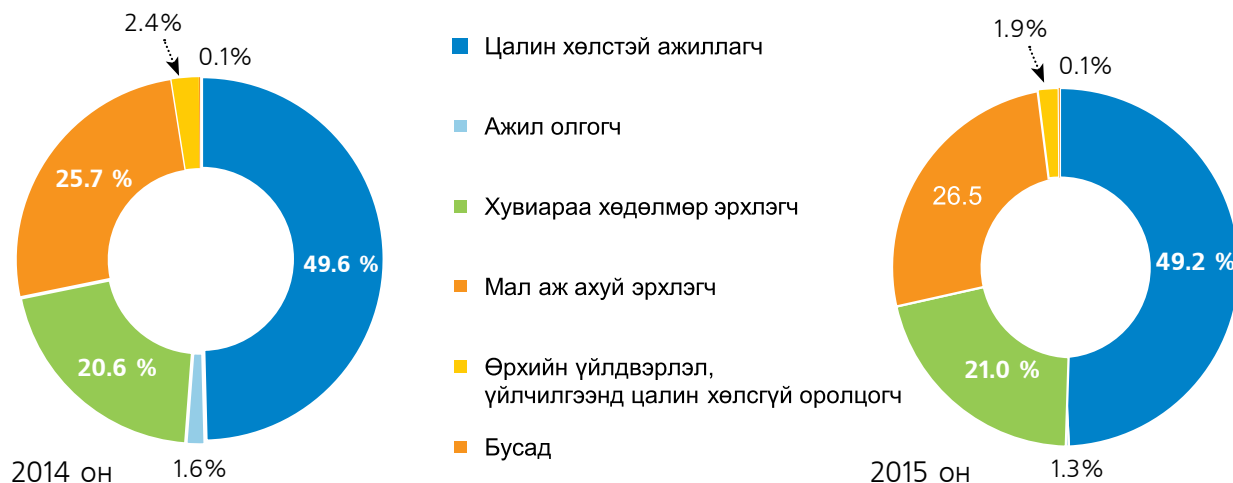 2.4%
0.1%
25.7 %
49.6 %
20.6 %
1.6%
2014 он
Цалин хөлстэй ажиллагч
Ажил олгогч
Хувиараа хөдөлмөр эрхлэгч
Мал аж ахуй эрхлэгч
Өрхийн үйлдвэрлэл,
үйлчилгээнд цалин хөлсгүй оролцогч
Бусад
1.9%
0.1%
26.5
49.2 %
21.0 %
1.3%
2015 он